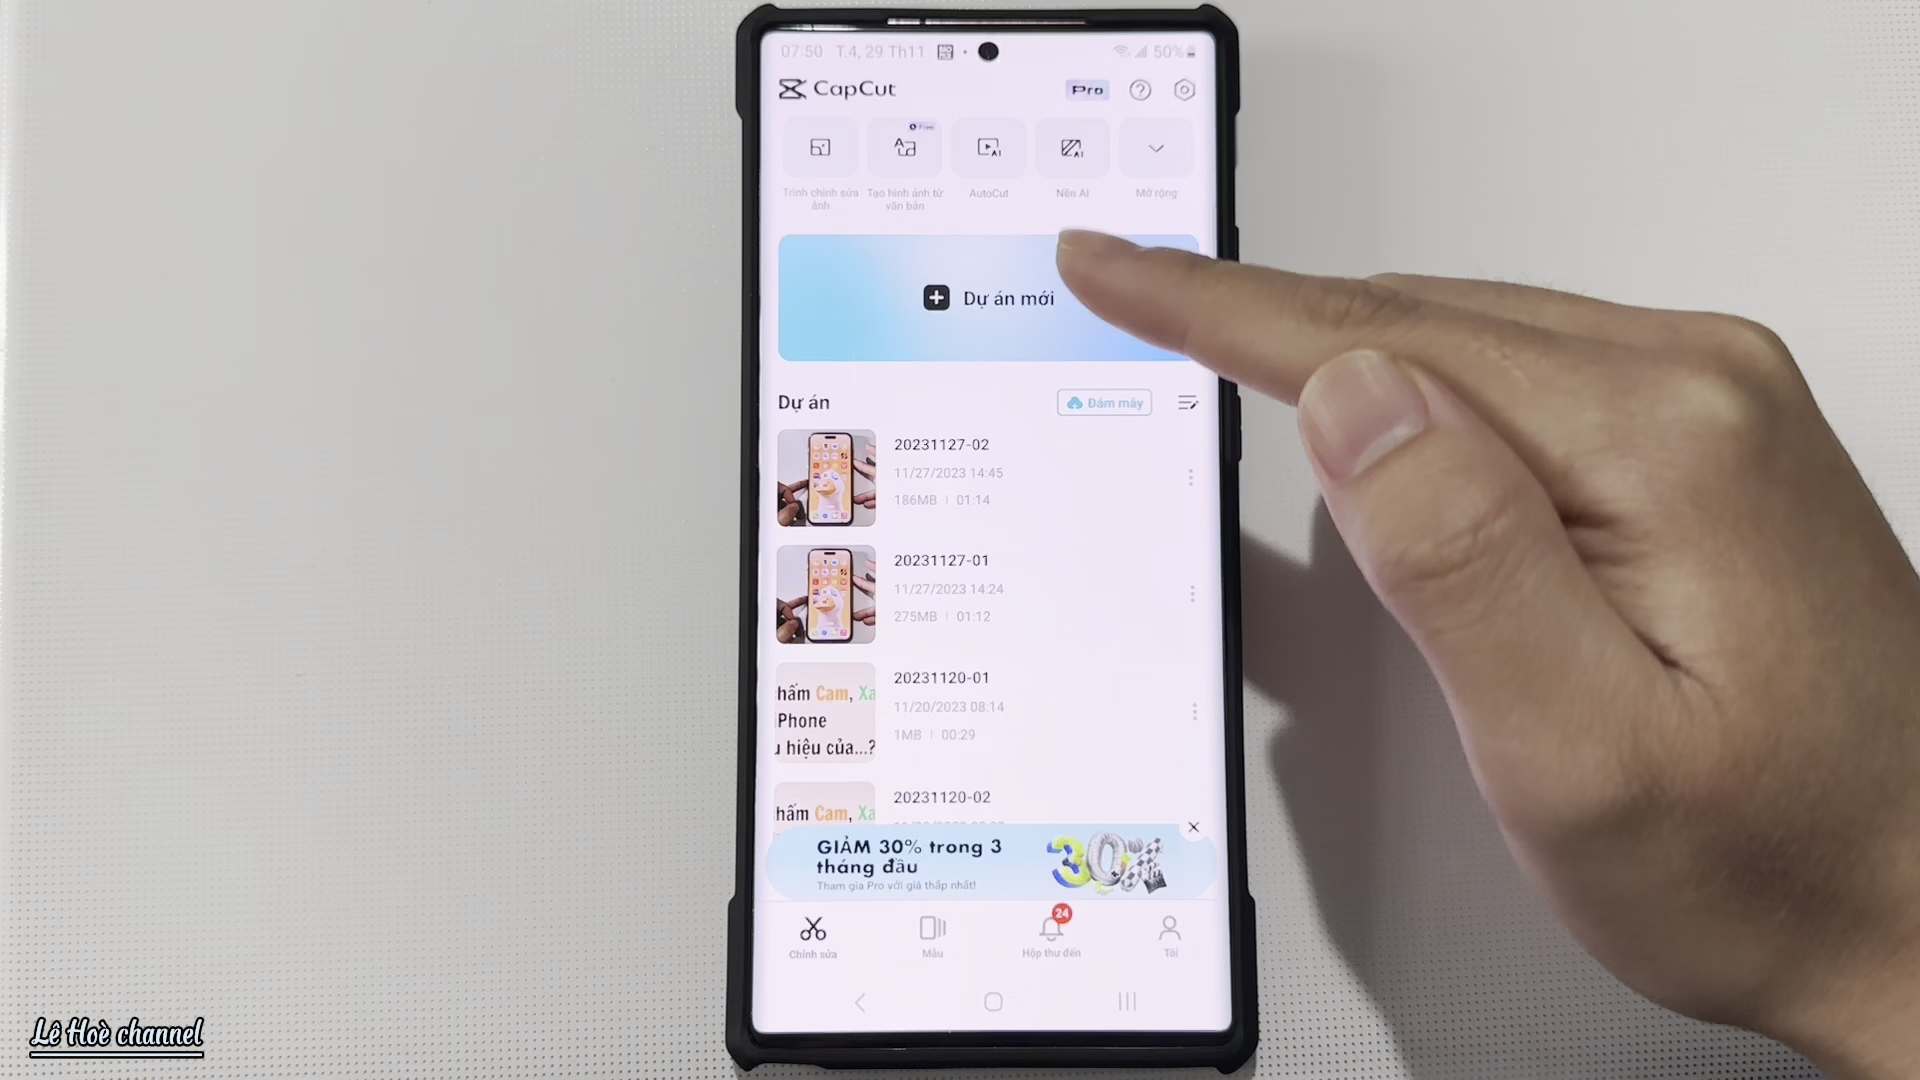 07:50 T.4, 29 Th11
50%
CapCut
Pro
Free
Trình chỉnh sửa ảnh
Tạo hình ảnh từ văn bản
AutoCut
Nền AI
Mở rộng
Dự án mới
Dự án
Đám mây
20231127-02
11/27/2023 14:45
186MB | 01:14
20231127-01
11/27/2023 14:24
275MB | 01:12
hấm Cam, Xa
Phone
u hiệu của...?
20231120-01
11/20/2023 08:14
1MB | 00:29
hấm Cam, Xa
20231120-02
GIẢM 30% trong 3
tháng đầu
Tham gia Pro với giá thấp nhất!
30%
Chỉnh sửa
Mẫu
24
Hộp thư đến
Tôi
Lê Hoè channel